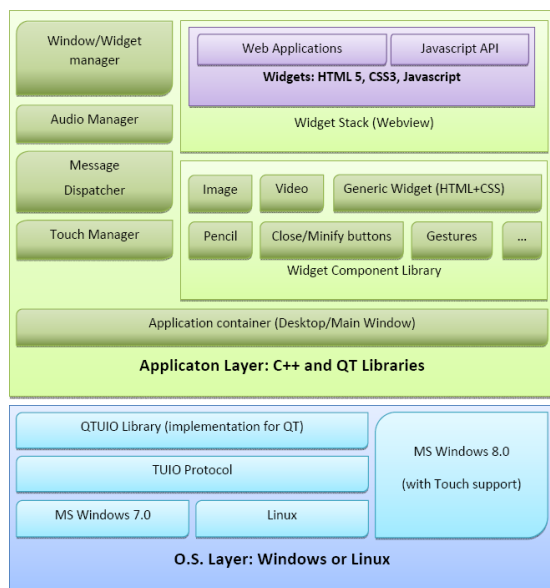 Window/Widget
manager
Audio Manager
Message
Dispatcher
Touch Manager
Web Applications
Javascript API
Widgets: HTML 5, CSS3, Javascript
Widget Stack (Webview)
Image
Video
Generic Widget (HTML+CSS)
Pencil
Close/Minify buttons
Gestures
...
Widget Component Library
Application container (Desktop/Main Window)
Applicaton Layer: C++ and QT Libraries
QTUIO Library (implementation for QT)
TUIO Protocol
MS Windows 7.0
Linux
MS Windows 8.0
(with Touch support)
O.S. Layer: Windows or Linux